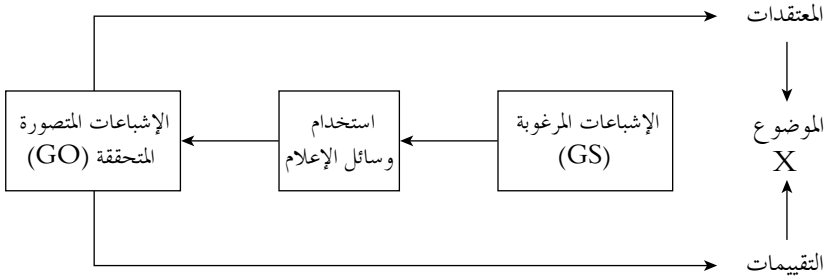 المعتقدات
الموضوع
X
التقييمات
الإشباعات المرغوبة
(GS)
استخدام
وسائل الإعلام
الإشباعات المتصورة
المتحققة (GO)